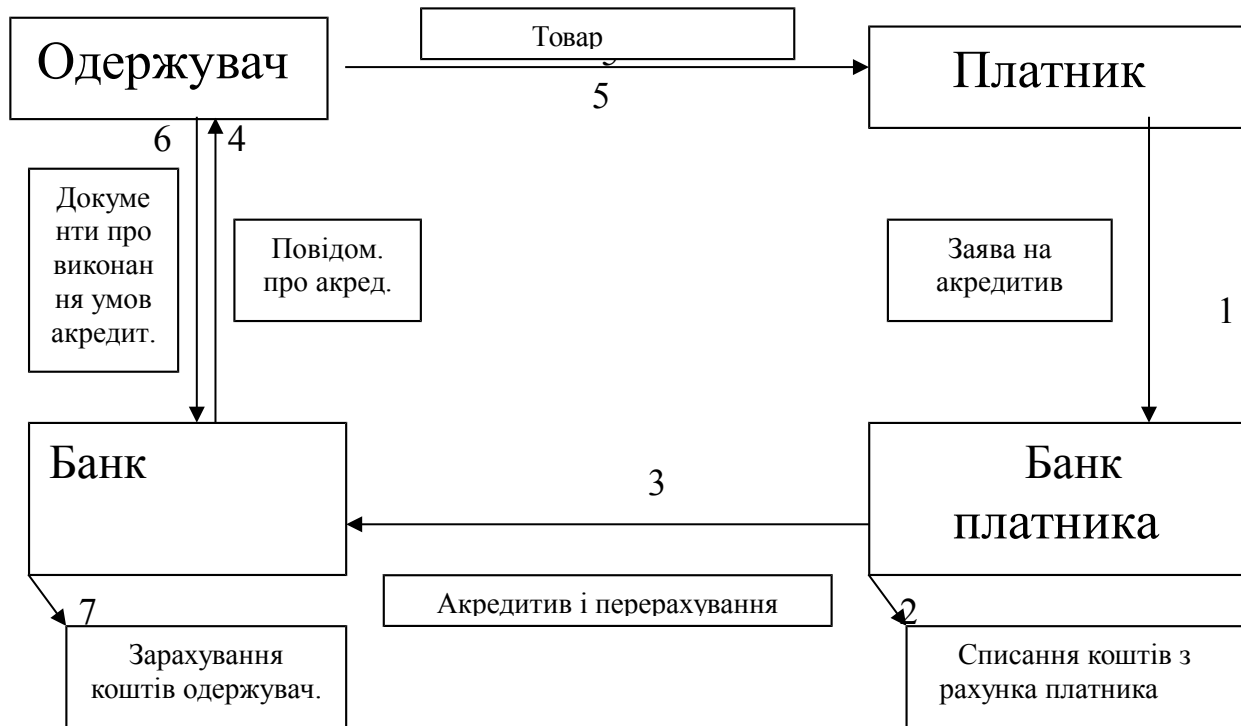 Товар
Одержувач
Платник
5
6
4
Докуме
нти про
виконан
ня умов
акредит.
Повідом.
про акред.
Заява на
акредитив
1
Банк
Банк
платника
3
Акредитив і перерахування
7
2
Зарахування
коштів одержувач.
Списання коштів з
рахунка платника